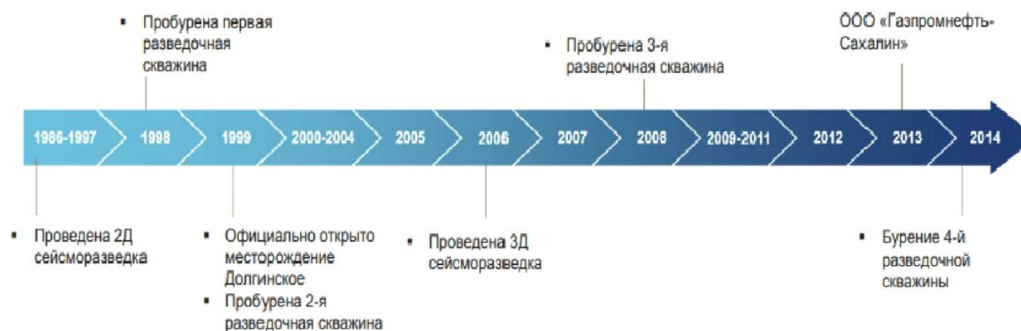 ▪ Пробурена первая
разведочная
скважина
▪ Пробурена 3-я
разведочная скважина
ООО «Газпромнефть-
Сахалин»
1986-1997
1998
1999
2000-2004
2005
2006
2007
2008
2009-2011
2012
2013
2014
▪ Проведена 2Д
сейсморазведка
▪ Официально открыто
месторождение
Долгинское
▪ Пробурена 2-я
разведочная скважина
▪ Проведена 3Д
сейсморазведка
▪ Бурение 4-й
разведочной
скважины